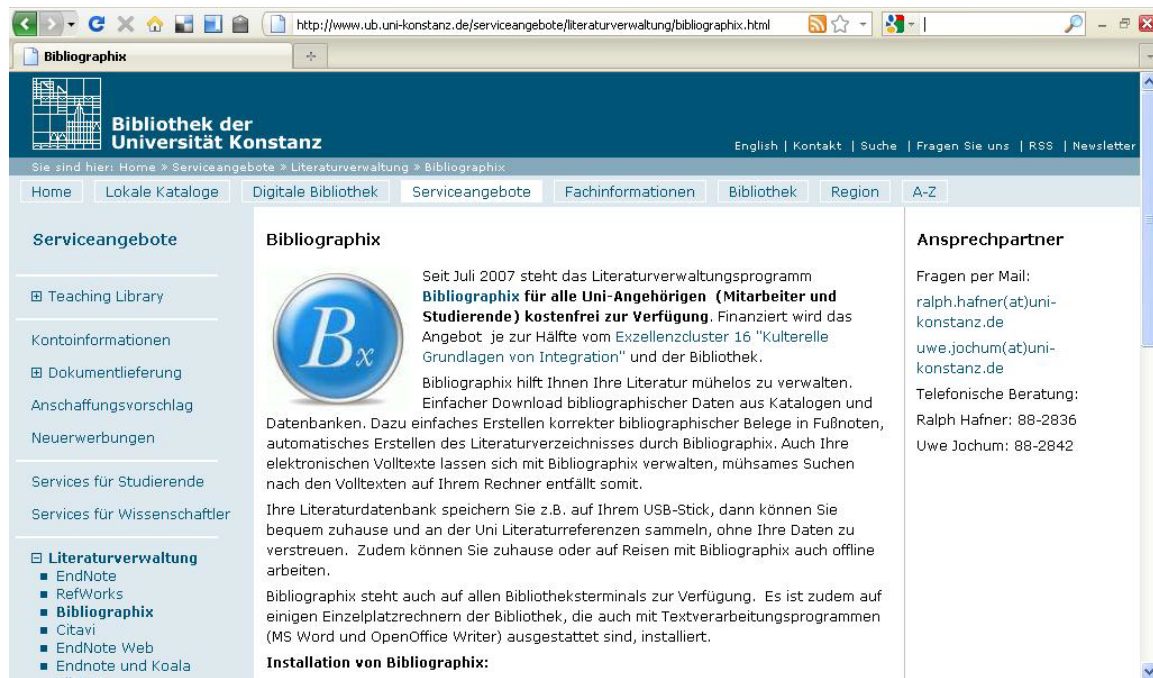 http://www.ub.uni-konstanz.de/serviceangebote/literaturverwaltung/bibliographix.html
Bibliographix
Bibliothek der
Universität Konstanz
English | Kontakt | Suche | Fragen Sie uns | RSS | Newsletter
Sie sind hier: Home » Serviceangebote » Literaturverwaltung » Bibliographix
Home Lokale Kataloge Digitale Bibliothek Serviceangebote Fachinformationen Bibliothek Region A-Z
Serviceangebote
Teaching Library
Kontoinformationen
Dokumentlieferung
Anschaffungsvorschlag
Neuerwerbungen
Services für Studierende
Services für Wissenschaftler
Literaturverwaltung
EndNote
RefWorks
Bibliographix
Citavi
EndNote Web
Endnote und Koala
Bibliographix
Bx
Seit Juli 2007 steht das Literaturverwaltungsprogramm
Bibliographix für alle Uni-Angehörigen (Mitarbeiter und
Studierende) kostenfrei zur Verfügung. Finanziert wird das
Angebot je zur Hälfte vom Exzellenzcluster 16 "Kulterelle
Grundlagen von Integration" und der Bibliothek.
Bibliographix hilft Ihnen Ihre Literatur mühelos zu verwalten.
Einfacher Download bibliographischer Daten aus Katalogen und
Datenbanken. Dazu einfaches Erstellen korrekter bibliographischer Belege in Fußnoten,
automatisches Erstellen des Literaturverzeichnisses durch Bibliographix. Auch Ihre
elektronischen Volltexte lassen sich mit Bibliographix verwalten, mühsames Suchen
nach den Volltexten auf Ihrem Rechner entfällt somit.
Ihre Literaturdatenbank speichern Sie z.B. auf Ihrem USB-Stick, dann können Sie
bequem zuhause und an der Uni Literaturreferenzen sammeln, ohne Ihre Daten zu
verstreuen. Zudem können Sie zuhause oder auf Reisen mit Bibliographix auch offline
arbeiten.
Bibliographix steht auch auf allen Bibliotheksterminals zur Verfügung. Es ist zudem auf
einigen Einzelplatzrechnern der Bibliothek, die auch mit Textverarbeitungsprogrammen
(MS Word und OpenOffice Writer) ausgestattet sind, installiert.
Installation von Bibliographix:
Ansprechpartner
Fragen per Mail:
ralph.hafner(at)uni-
konstanz.de
uwe.jochum(at)uni-
konstanz.de
Telefonische Beratung:
Ralph Hafner: 88-2836
Uwe Jochum: 88-2842